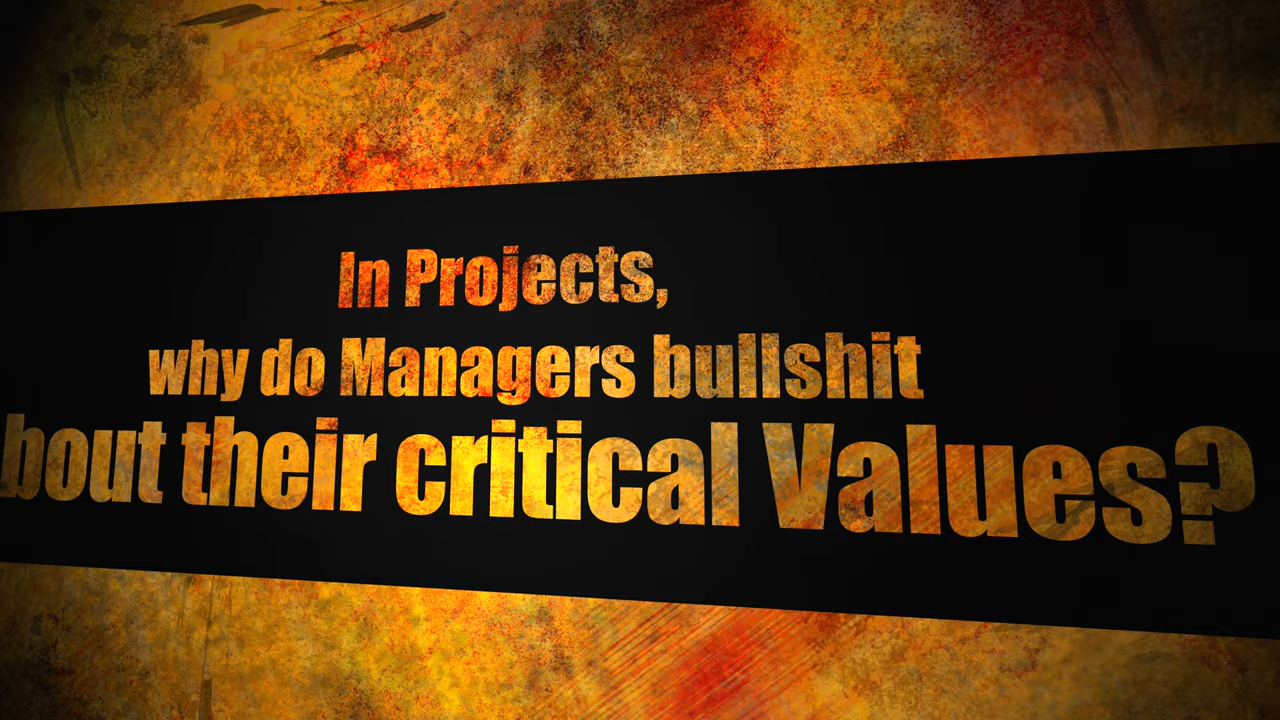 In Projects,
why do Managers bullshit
bout their critical Values?